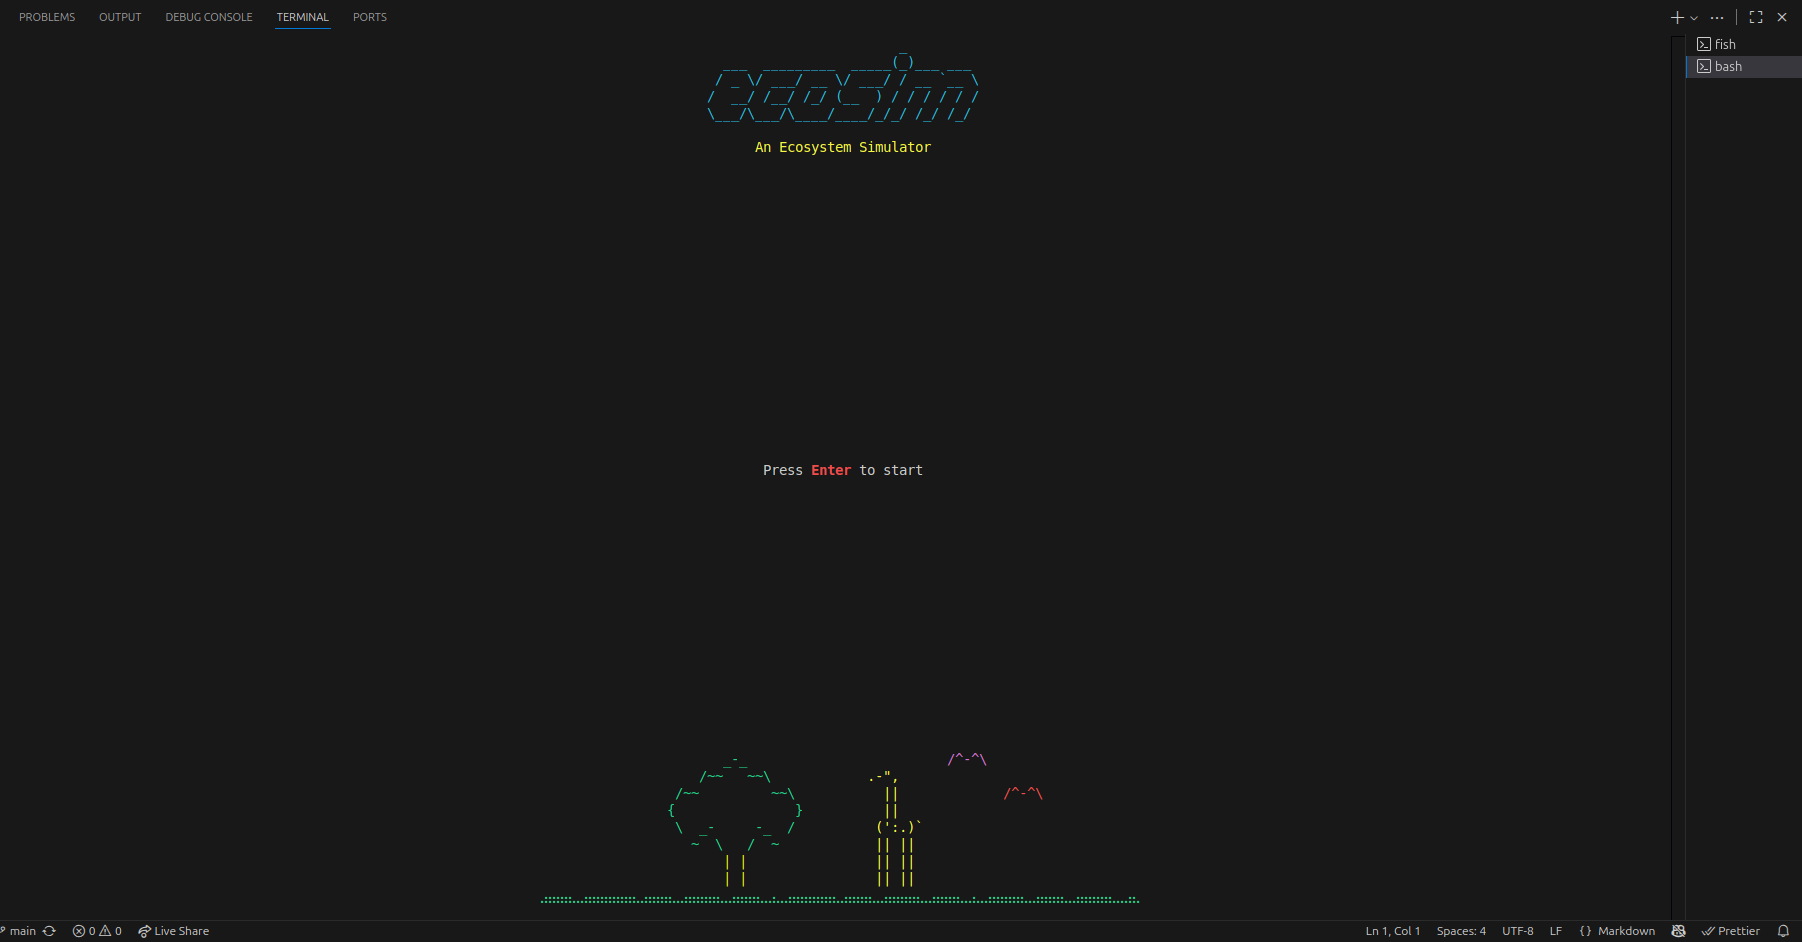 PROBLEMS OUTPUT DEBUG CONSOLE TERMINAL PORTS
fish
bash
ecosim
An Ecosystem Simulator
Press Enter to start
main 0 0 Live Share Ln 1, Col 1 Spaces: 4 UTF-8 LF {} Markdown Prettier